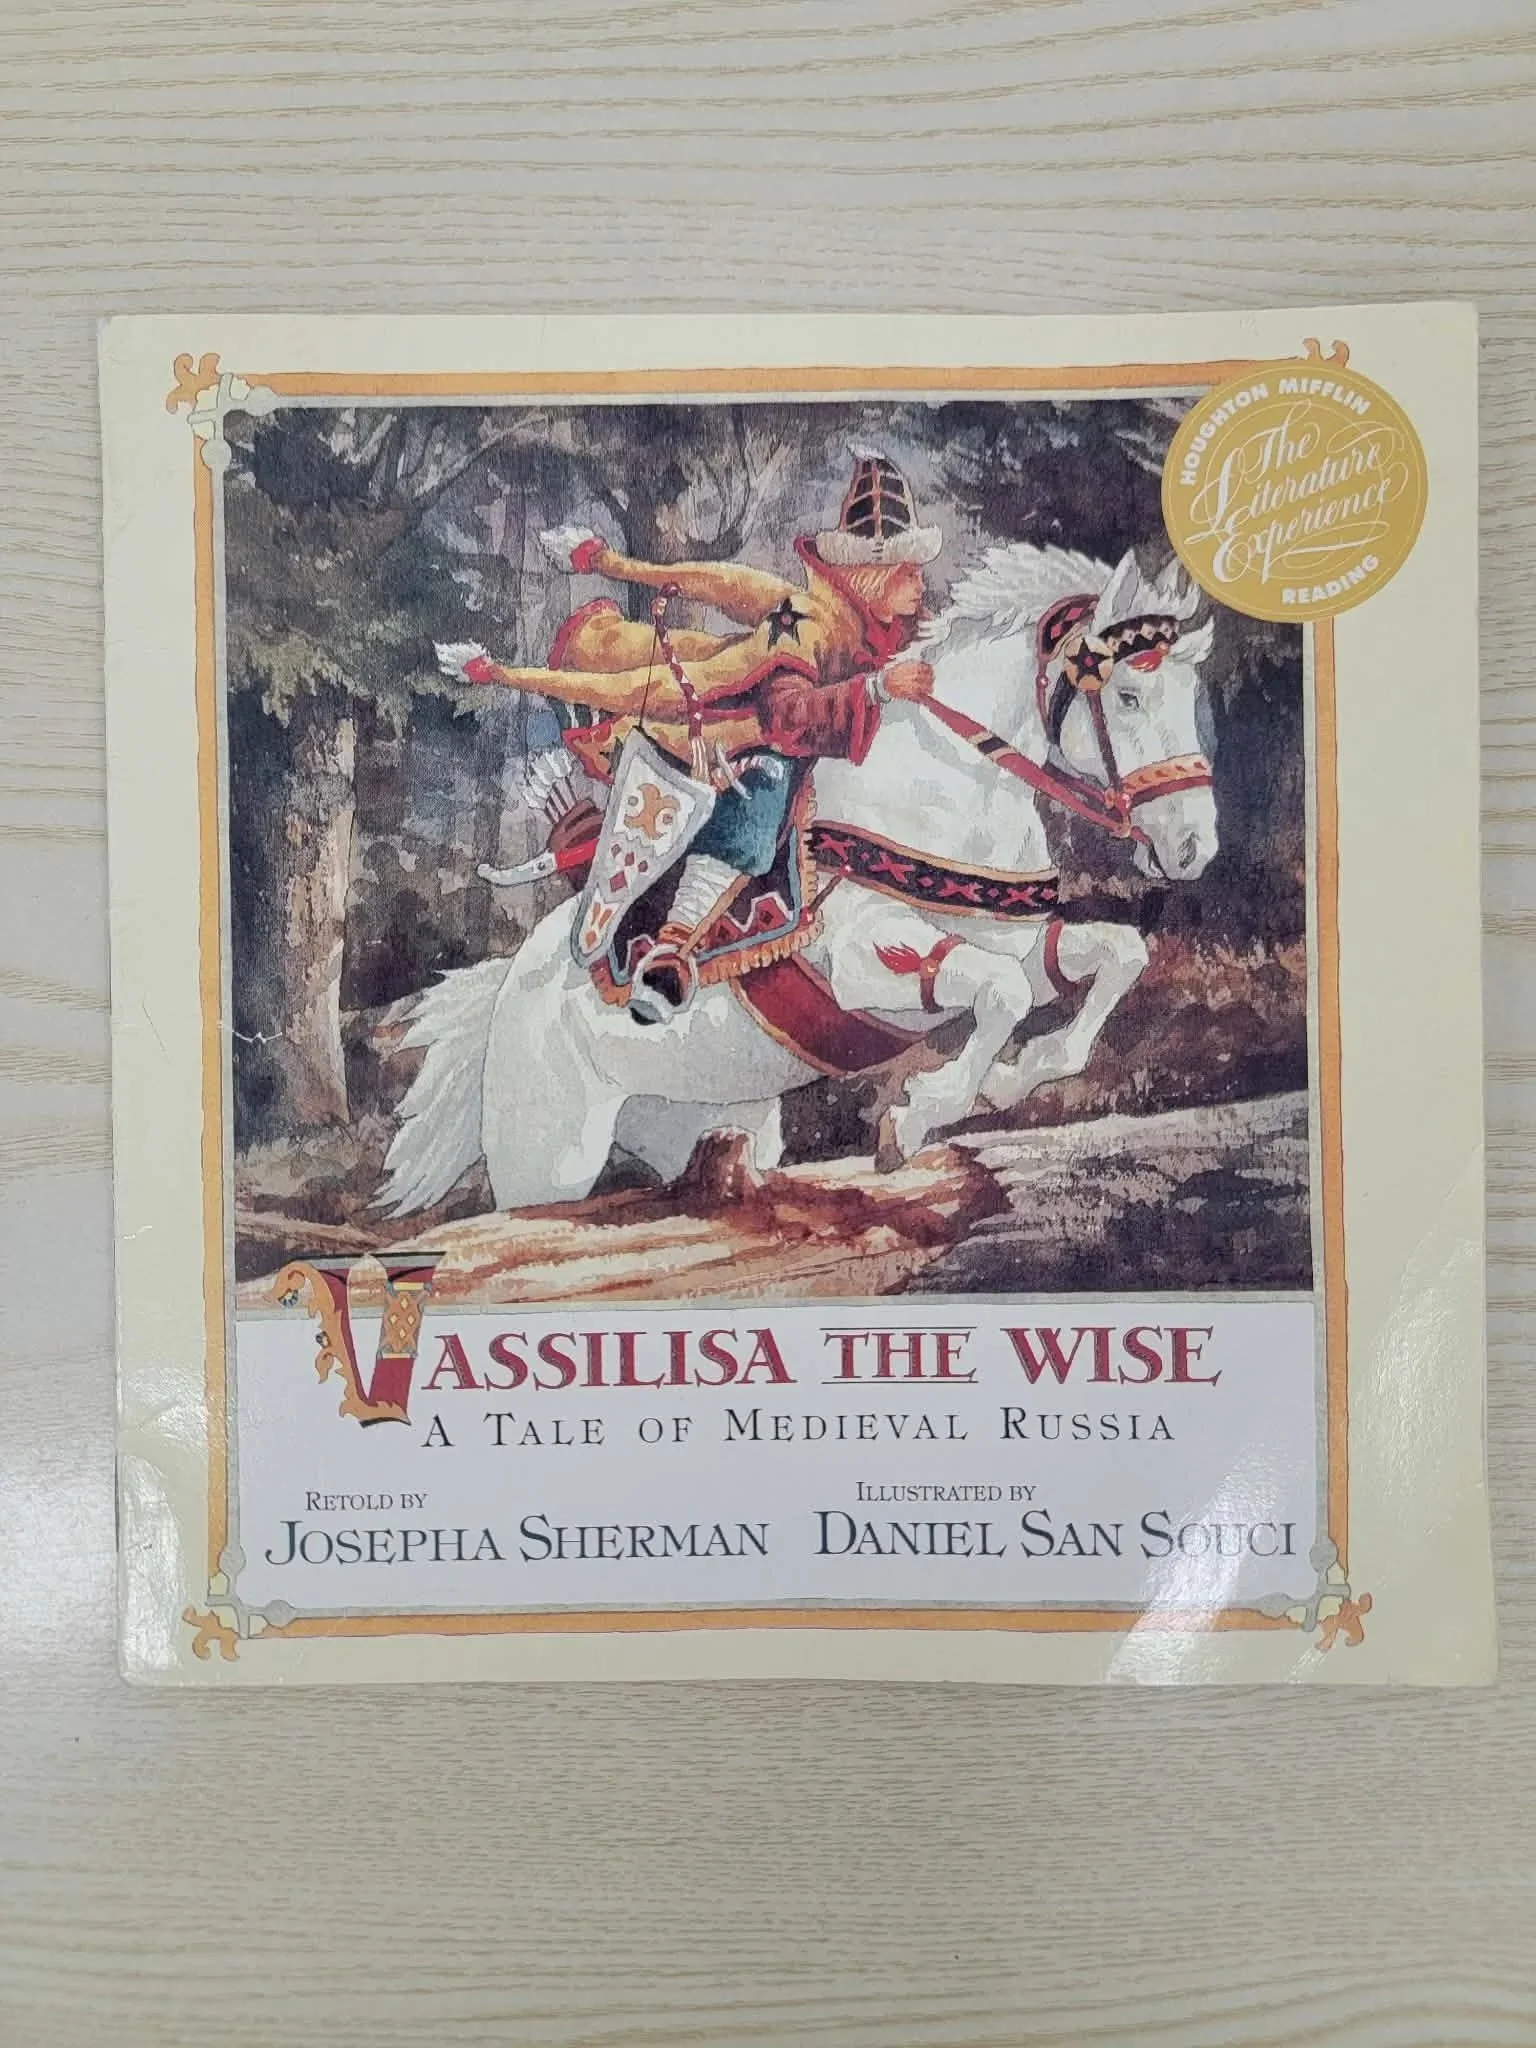 HOUGHTON MIFFLIN
The
Literature
Experience
READING
VASSILISA THE WISE
A TALE OF MEDIEVAL RUSSIA
RETOLD BY
JOSEPHA SHERMAN
ILLUSTRATED BY
DANIEL SAN SOUCI